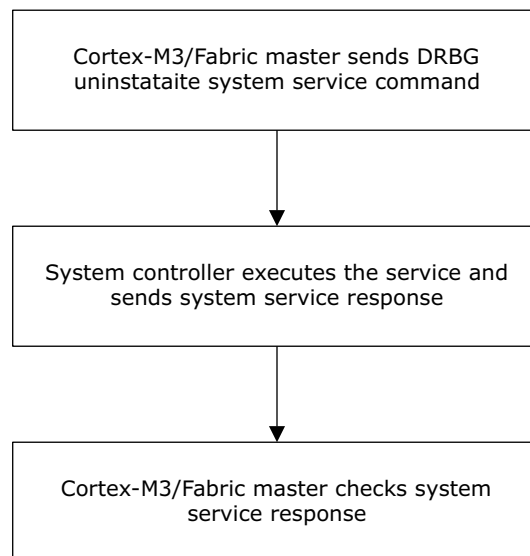 Cortex-M3/Fabric master sends DRBG
uninstataite system service command
System controller executes the service and
sends system service response
Cortex-M3/Fabric master checks system
service response